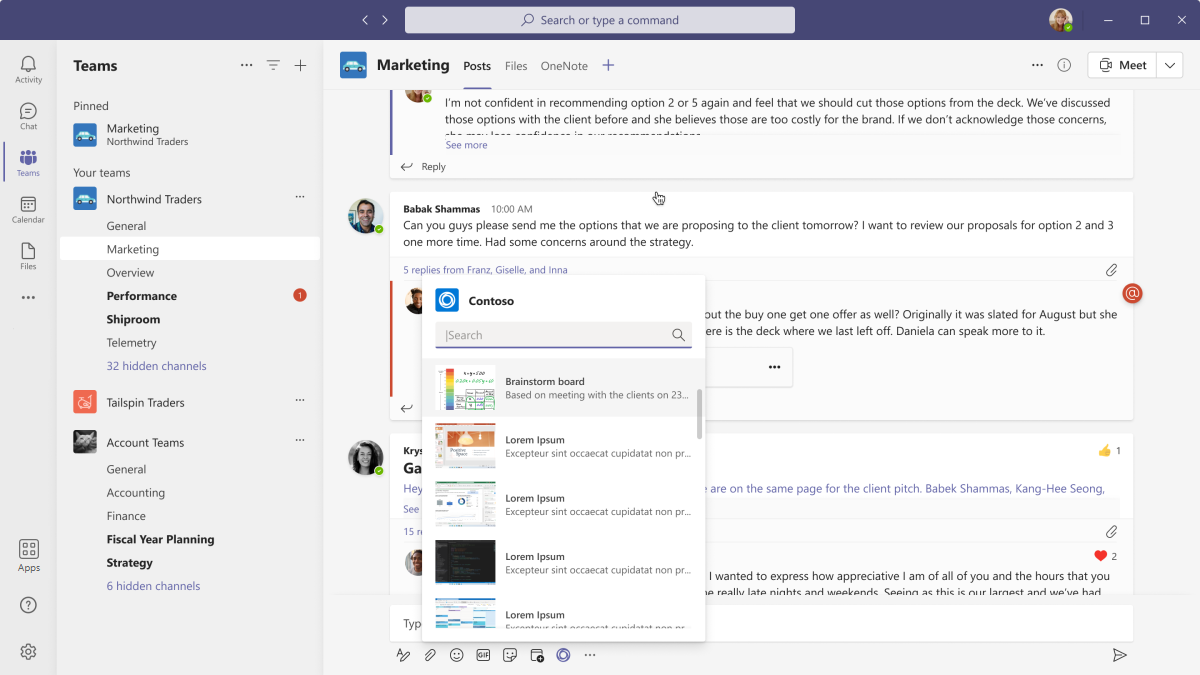 Search or type a command
Activity
Chat
Teams
Calendar
Files
Apps
Teams
Pinned
Marketing
Northwind Traders
Your teams
Northwind Traders
General
Marketing
Overview
Performance
1
Shiproom
Telemetry
32 hidden channels
Tailspin Traders
Account Teams
General
Accounting
Finance
Fiscal Year Planning
Strategy
6 hidden channels
Marketing
Posts
Files
OneNote
Meet
I'm not confident in recommending option 2 or 5 again and feel that we should cut those options from the deck. We've discussed
those options with the client before and she believes those are too costly for the brand. If we don't acknowledge those concerns,
she may lose confidence in our recommendations
See more
Reply
Babak Shammas 10:00 AM
Can you guys please send me the options that we are proposing to the client tomorrow? I want to review our proposals for option 2 and 3
one more time. Had some concerns around the strategy.
5 replies from Franz, Giselle, and Inna
out the buy one get one offer as well? Originally it was slated for August but she
ere is the deck where we last left off. Daniela can speak more to it.
Krys
1
Ga
Hey
e are on the same page for the client pitch. Babek Shammas, Kang-Hee Seong,
See
15 re
2
I wanted to express how appreciative I am of all of you and the hours that you
e really late nights and weekends. Seeing as this is our largest and we've had
Typ
GIF
Contoso
Search
Brainstorm board
Based on meeting with the clients on 23...
Lorem Ipsum
Excepteur sint occaecat cupidatat non pr...
Lorem Ipsum
Excepteur sint occaecat cupidatat non pr...
Lorem Ipsum
Excepteur sint occaecat cupidatat non pr...
Lorem Ipsum
Excepteur sint occaecat cupidatat non pr...